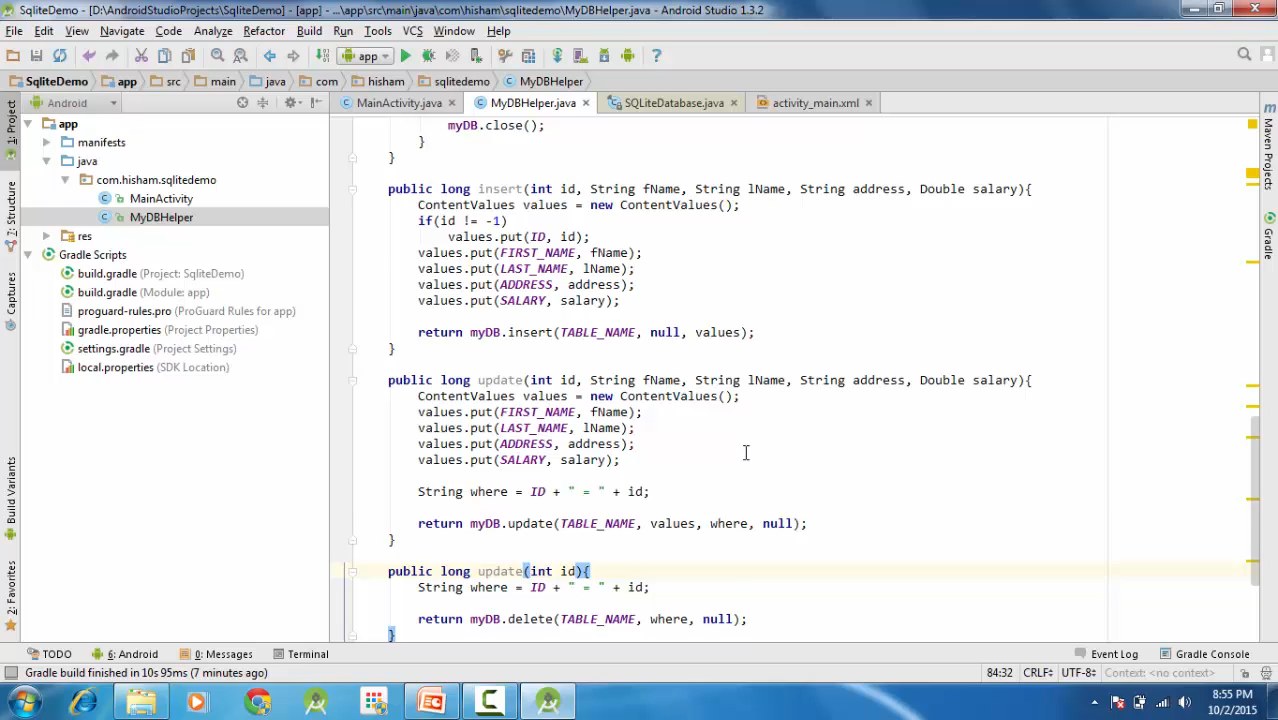 SqliteDemo - [D:\AndroidStudioProjects\SqliteDemo] - [app] - ...\app\src\main\java\com\hisham\sqlitedemo\MyDBHelper.java - Android Studio 1.3.2
File Edit View Navigate Code Analyze Refactor Build Run Tools VCS Window Help
app
SqliteDemo app src main java com hisham sqlitedemo MyDBHelper
Android
MainActivity.java MyDBHelper.java SQLiteDatabase.java activity_main.xml
1: Project
Structure
Captures
Build Variants
2: Favorites
app
manifests
java
com.hisham.sqlitedemo
MainActivity
MyDBHelper
res
Gradle Scripts
build.gradle (Project: SqliteDemo)
build.gradle (Module: app)
proguard-rules.pro (ProGuard Rules for app)
gradle.properties (Project Properties)
settings.gradle (Project Settings)
local.properties (SDK Location)
myDB.close();
}
}
public long insert(int id, String fName, String lName, String address, Double salary){
ContentValues values = new ContentValues();
if(id != -1)
values.put(ID, id);
values.put(FIRST_NAME, fName);
values.put(LAST_NAME, lName);
values.put(ADDRESS, address);
values.put(SALARY, salary);
return myDB.insert(TABLE_NAME, null, values);
}
public long update(int id, String fName, String lName, String address, Double salary){
ContentValues values = new ContentValues();
values.put(FIRST_NAME, fName);
values.put(LAST_NAME, lName);
values.put(ADDRESS, address);
values.put(SALARY, salary);
String where = ID + " = " + id;
return myDB.update(TABLE_NAME, values, where, null);
}
public long update(int id){
String where = ID + " = " + id;
return myDB.delete(TABLE_NAME, where, null);
}
Maven Projects
Gradle
TODO 6: Android 0: Messages Terminal Event Log Gradle Console
Gradle build finished in 10s 95ms (7 minutes ago) 84:32 CRLF UTF-8 Context: <no context>
8:55 PM
10/2/2015